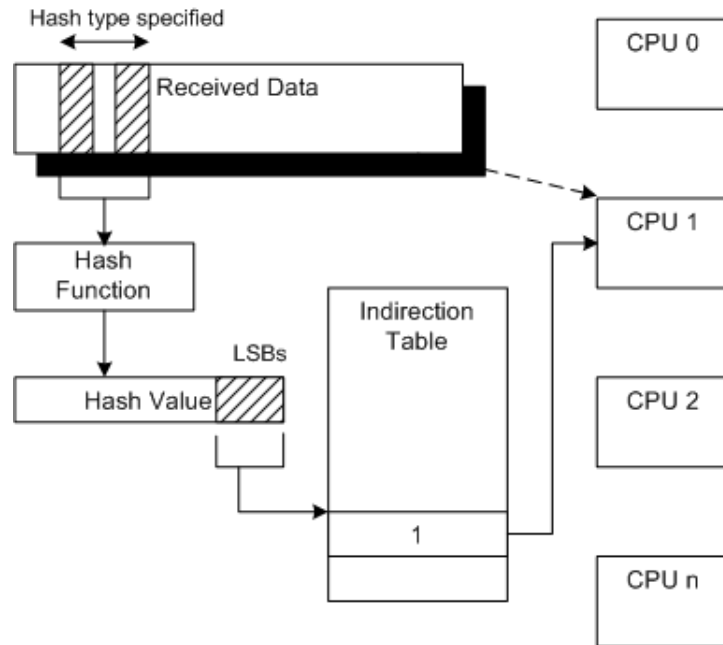 Hash type specified
Received Data
CPU 0
CPU 1
Hash
Function
Indirection
Table
LSBs
Hash Value
CPU 2
1
CPU n